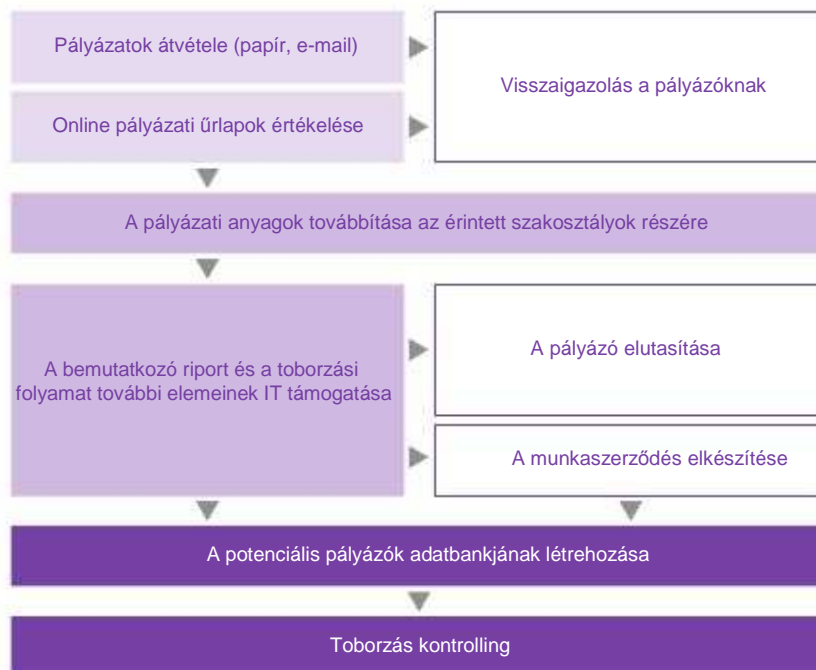 Pályázatok átvétele (papír, e-mail)
Visszaigazolás a pályázóknak
Online pályázati űrlapok értékelése
A pályázati anyagok továbbítása az érintett szakosztályok részére
A bemutatkozó riport és a toborzási
folyamat további elemeinek IT támogatása
A pályázó elutasítása
A munkaszerződés elkészítése
A potenciális pályázók adatbankjának létrehozása
Toborzás kontrolling